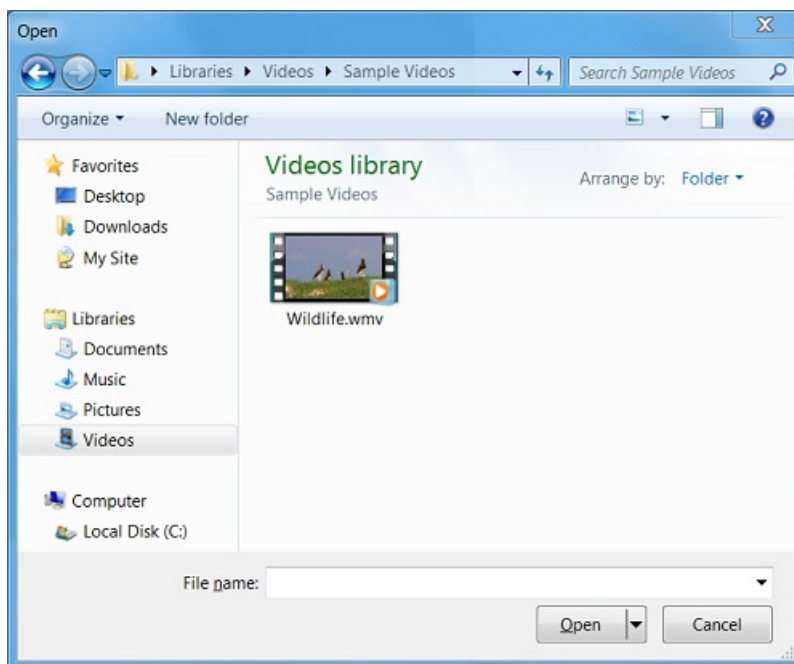 Open
Libraries Videos Sample Videos
Search Sample Videos
Organize
New folder
Favorites
Desktop
Downloads
My Site
Libraries
Documents
Music
Pictures
Videos
Computer
Local Disk (C:)
Videos library
Sample Videos
Arrange by: Folder
Wildlife.wmv
File name:
Open
Cancel